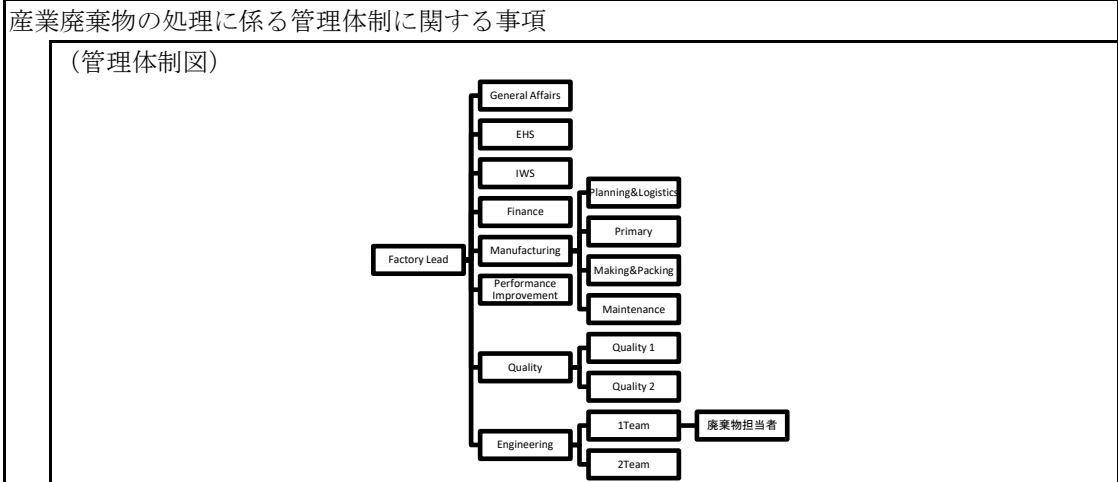 産業廃棄物の処理に係る管理体制に関する事項
（管理体制図）
General Affairs
EHS
IWS
Finance
Factory Lead
Manufacturing
Planning&Logistics
Primary
Making&Packing
Maintenance
Performance
Improvement
Quality
Quality 1
Quality 2
Engineering
1Team
廃棄物担当者
2Team